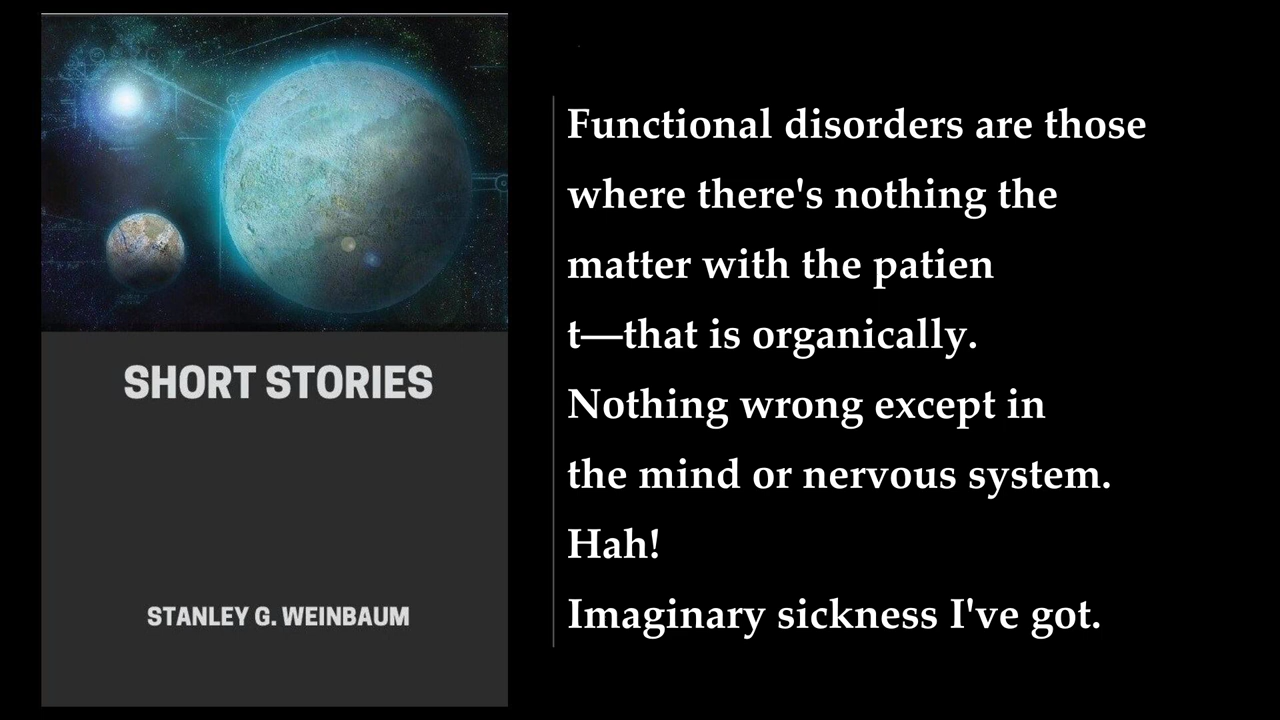 SHORT STORIES
STANLEY G. WEINBAUM
Functional disorders are those
where there's nothing the
matter with the patien
t—that is organically.
Nothing wrong except in
the mind or nervous system.
Hah!
Imaginary sickness I've got.